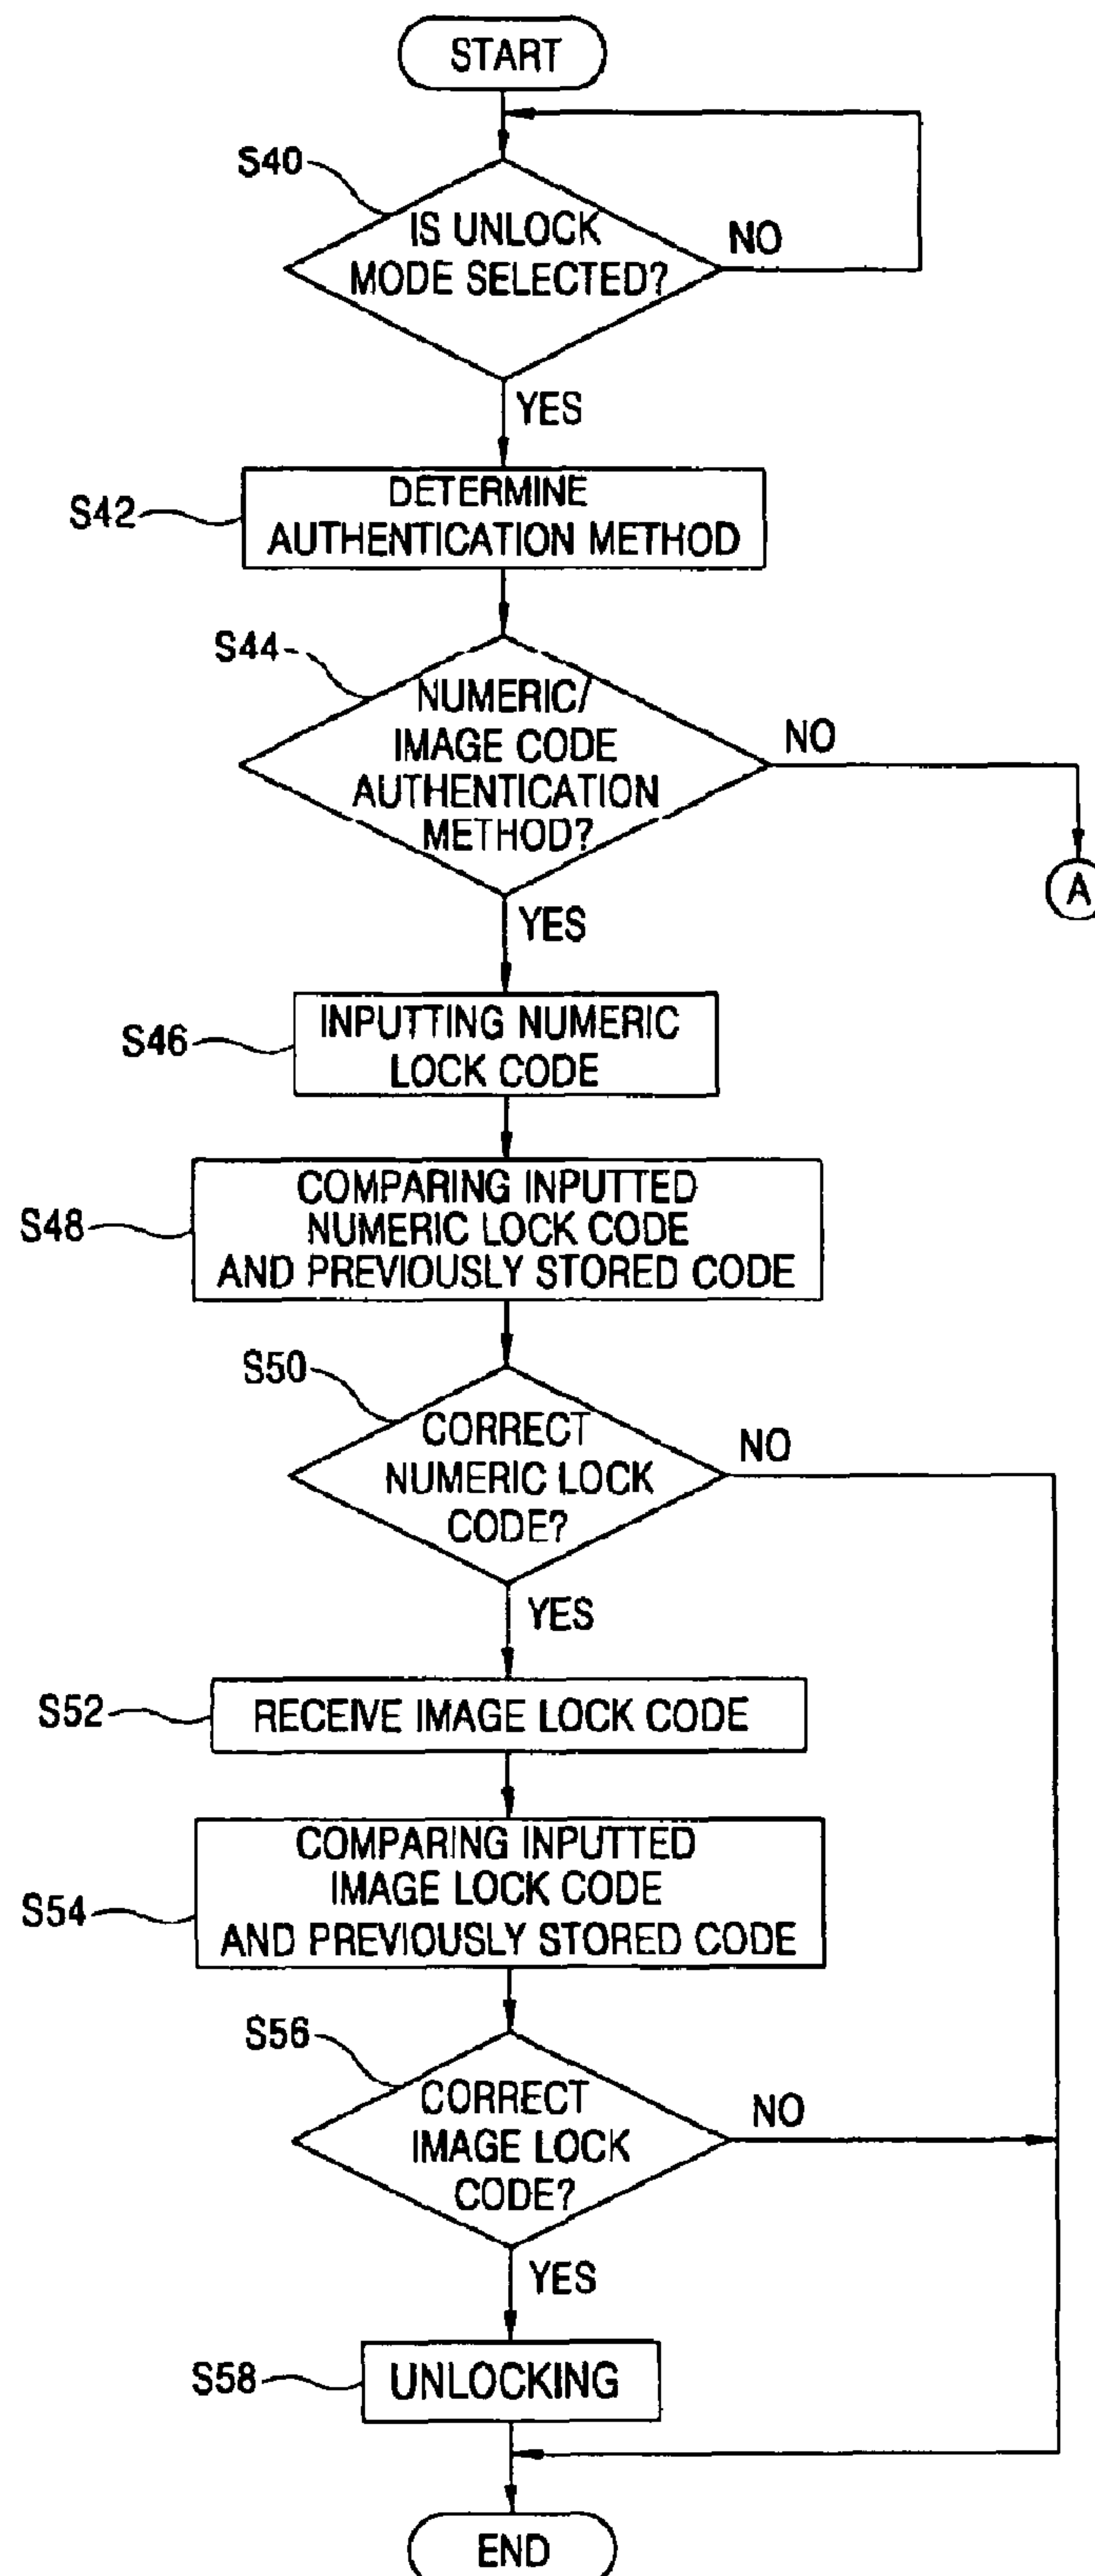 START
S40
IS UNLOCK
MODE SELECTED?
NO
YES
S42
DETERMINE
AUTHENTICATION METHOD
S44
NUMERIC/
IMAGE CODE
AUTHENTICATION
METHOD?
NO
A
YES
S46
INPUTTING NUMERIC
LOCK CODE
S48
COMPARING INPUTTED
NUMERIC LOCK CODE
AND PREVIOUSLY STORED CODE
S50
CORRECT
NUMERIC LOCK
CODE?
NO
YES
S52
RECEIVE IMAGE LOCK CODE
S54
COMPARING INPUTTED
IMAGE LOCK CODE
AND PREVIOUSLY STORED CODE
S56
CORRECT
IMAGE LOCK
CODE?
NO
YES
S58
UNLOCKING
END